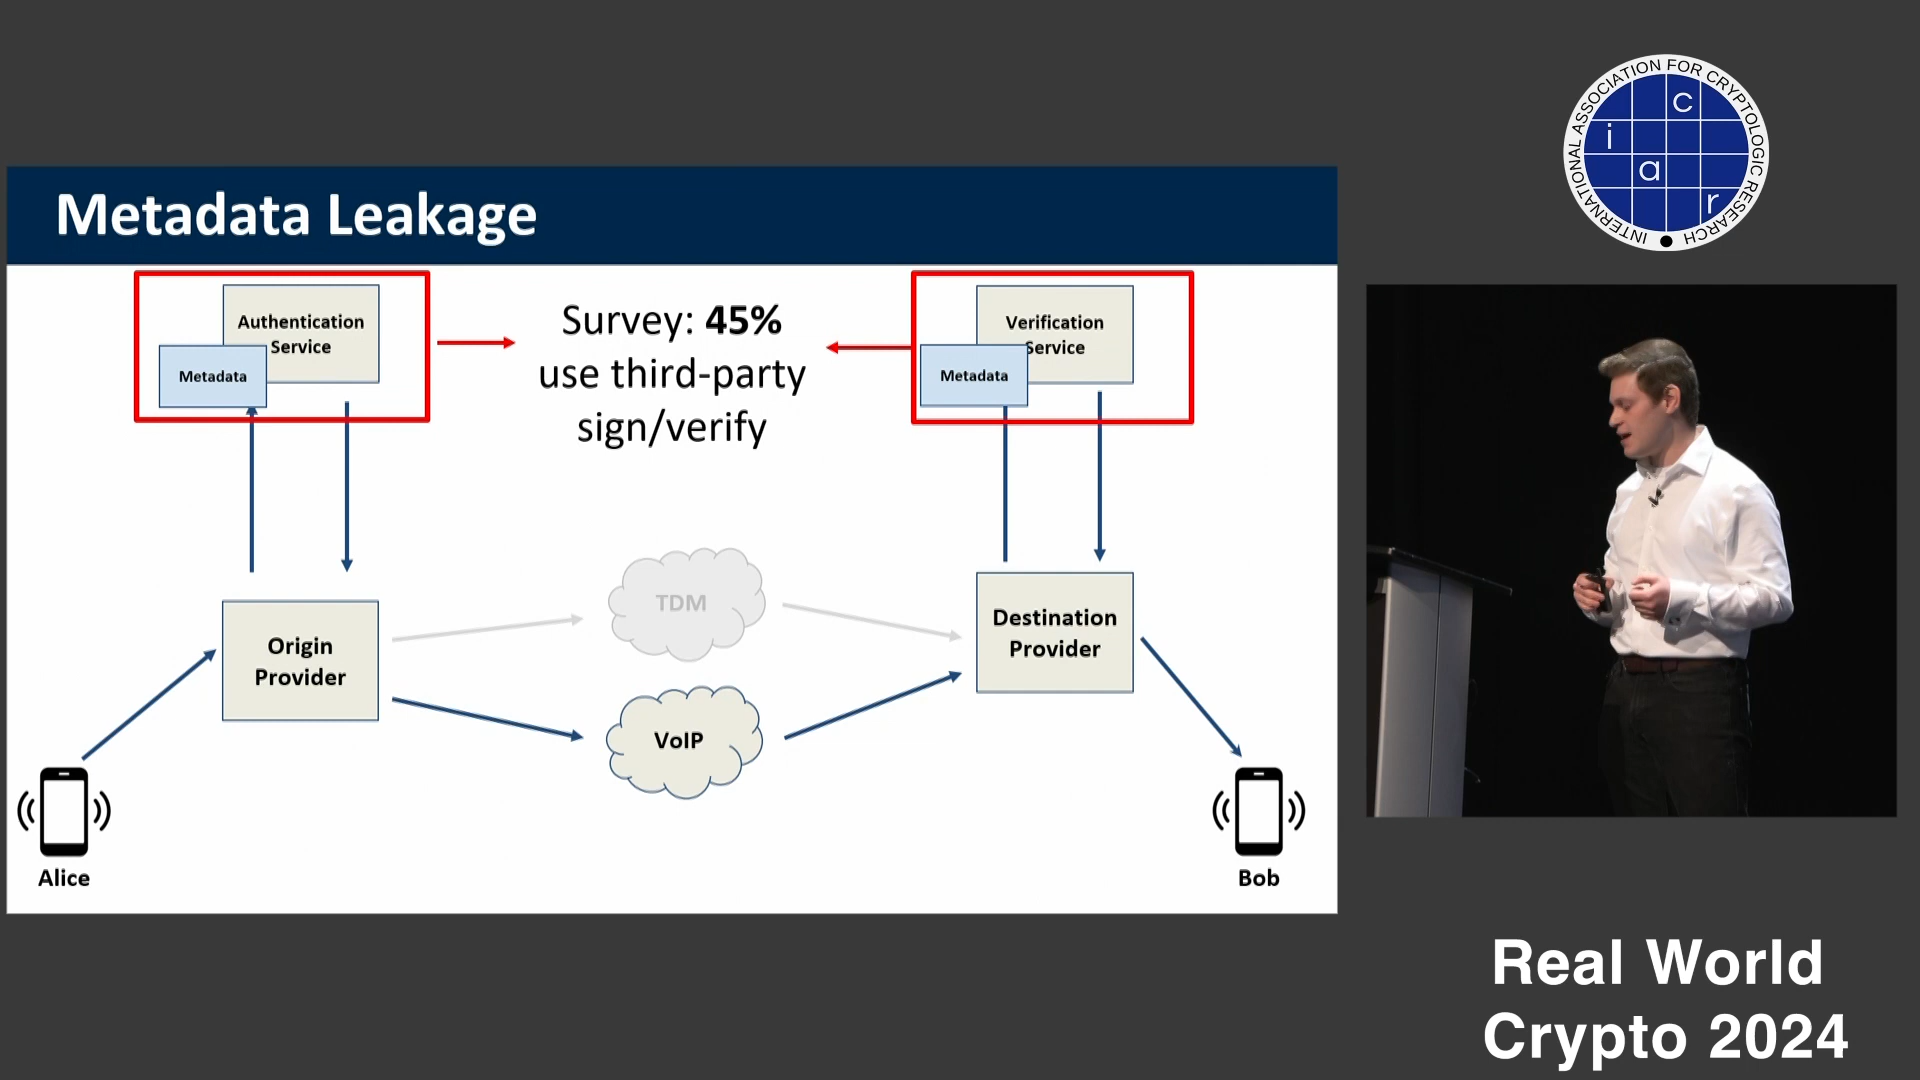 Metadata Leakage
Authentication
Service
Metadata
Survey: 45%
use third-party
sign/verify
Verification
Service
Metadata
TDM
Origin
Provider
Destination
Provider
VoIP
Alice
Bob
INTERNATIONAL ASSOCIATION FOR CRYPTOLOGIC RESEARCH
i a c r
Real World
Crypto 2024